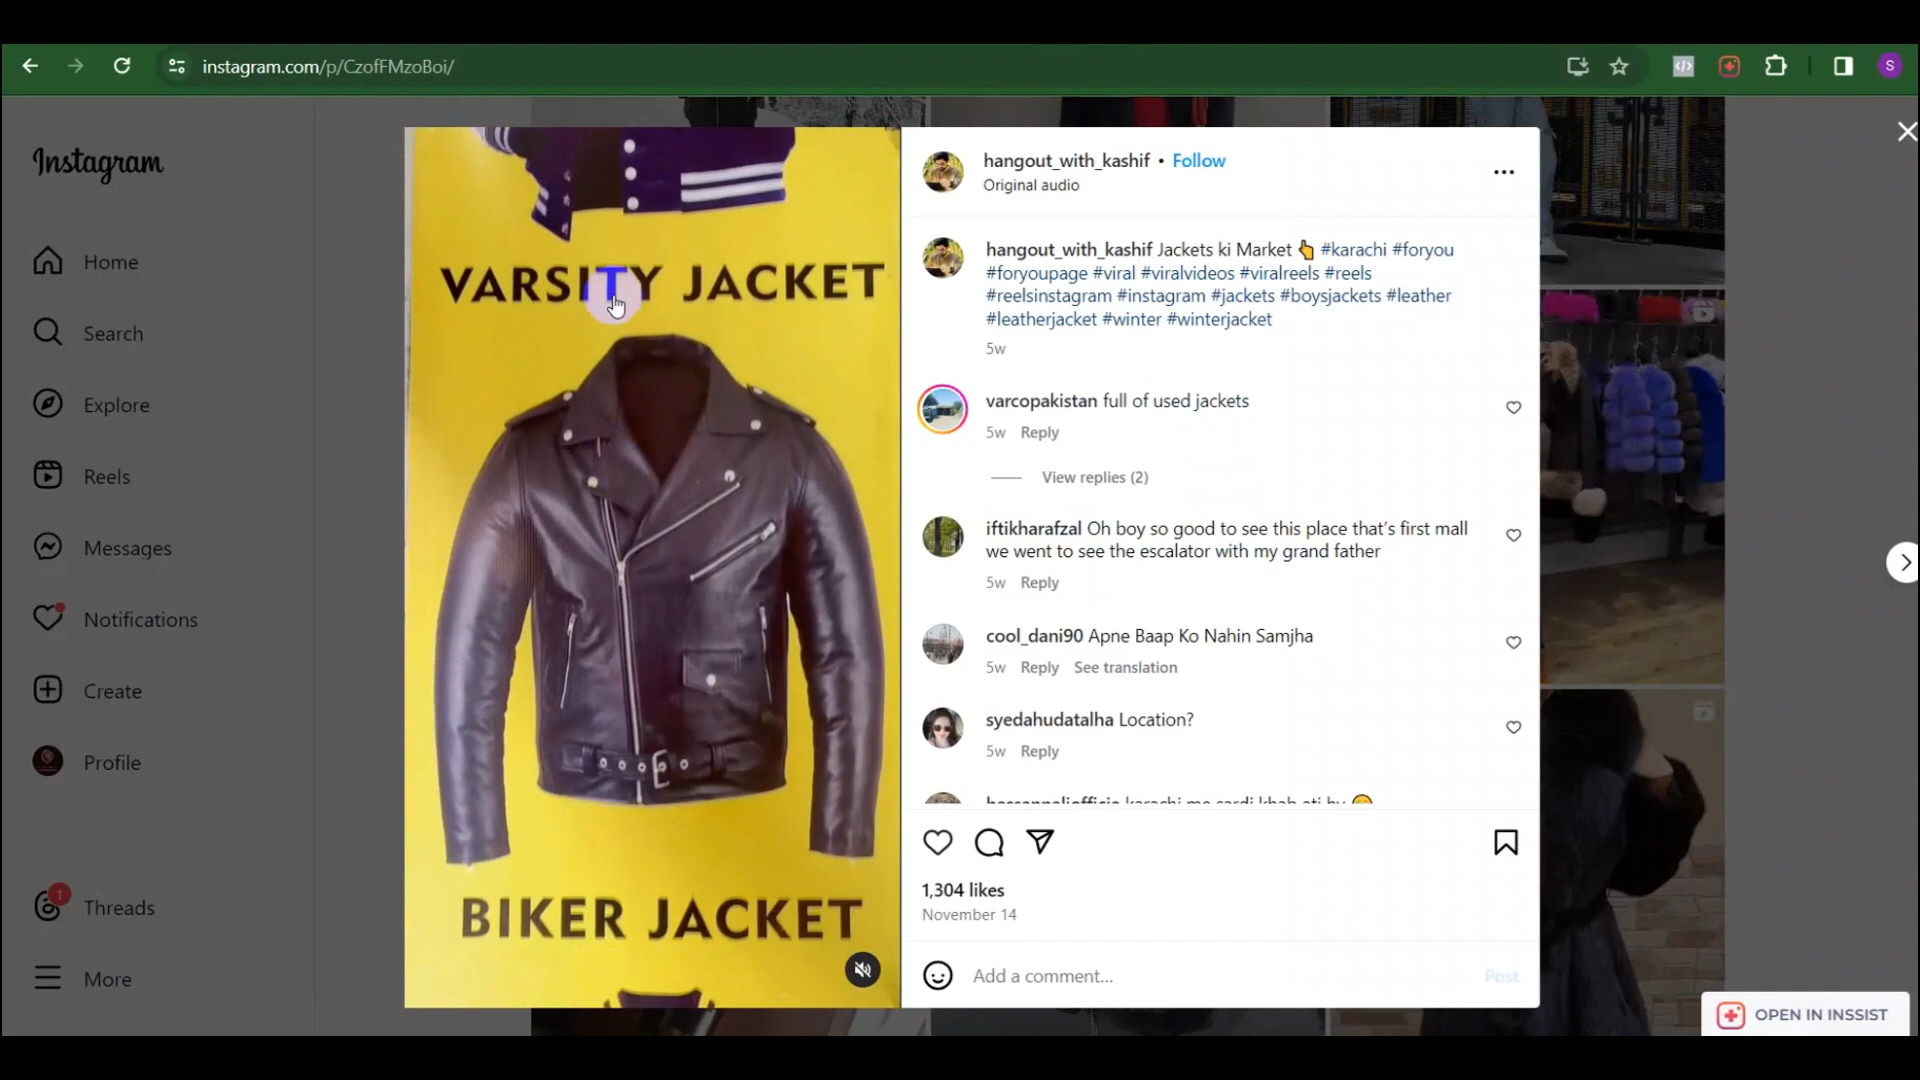 instagram.com/p/CzofFMzoBoi/
S
Instagram
Home
Search
Explore
Reels
Messages
Notifications
Create
Profile
1
Threads
More
VARSITY JACKET
BIKER JACKET
hangout_with_kashif • Follow
Original audio
hangout_with_kashif Jackets ki Market 👆 #karachi #foryou
#foryoupage #viral #viralvideos #viralreels #reels
#reelsinstagram #instagram #jackets #boysjackets #leather
#leatherjacket #winter #winterjacket
5w
varcopakistan full of used jackets
5w Reply
View replies (2)
iftikharafzal Oh boy so good to see this place that's first mall
we went to see the escalator with my grand father
5w Reply
cool_dani90 Apne Baap Ko Nahin Samjha
5w Reply See translation
syedahudatalha Location?
5w Reply
1,304 likes
November 14
Add a comment...
Post
OPEN IN INSSIST